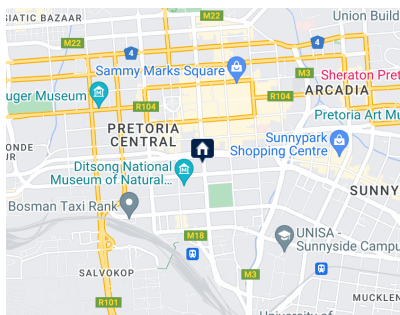 SIATIC BAZAAR
M22
Union Build
M22
4
4
Sammy Marks Square
M3
Sheraton Pret
uger Museum
R104
R104
ARCADIA
Pretoria Art Mu
PRETORIA
CENTRAL
Sunnypark
Shopping Centre
ONDE
UR
Ditsong National
Museum of Natural...
SUNNY
Bosman Taxi Rank
M18
UNISA -
Sunnyside Campu
SALVOKOP
M3
R101
MUCKLEN
University of